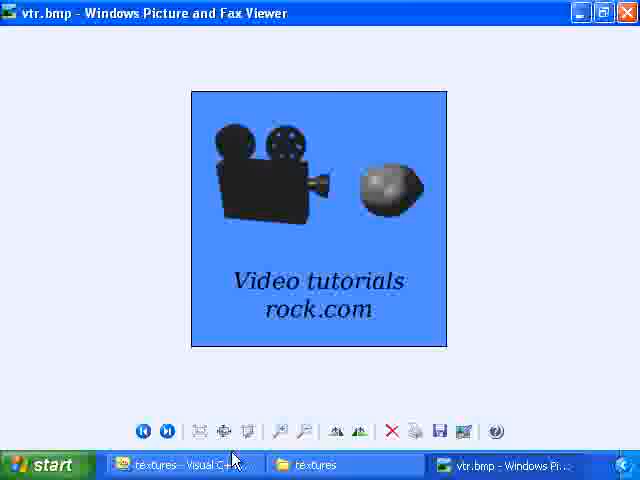 vtr.bmp - Windows Picture and Fax Viewer
Video tutorials
rock.com
start
textures - Visual C+...
textures
vtr.bmp - Windows Pi...